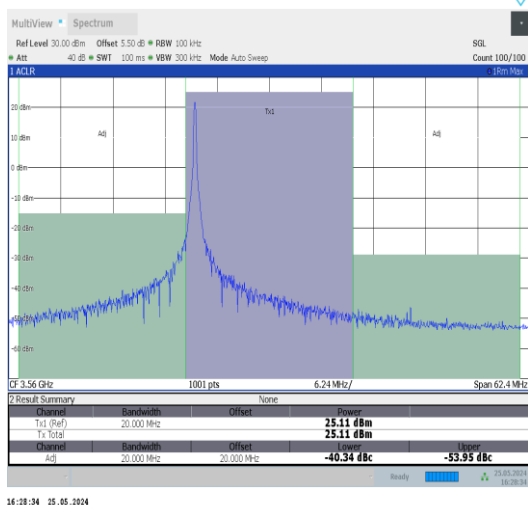 MultiView Spectrum
Ref Level 30.00 dBm Offset 5.50 dB RBW 100 kHz SGL
Att 40 dB SWT 100 ms VBW 300 kHz Mode Auto Sweep Count 100/100
1 ACLR 1Rm Max
20 dBm
Tx1
Adj Adj
10 dBm
0 dBm
-10 dBm
-20 dBm
-30 dBm
-40 dBm
-50 dBm
-60 dBm
CF 3.56 GHz 1001 pts 6.24 MHz/ Span 62.4 MHz
2 Result Summary None
Channel Bandwidth Offset Power
Tx1 (Ref) 20.000 MHz 25.11 dBm
Tx Total 25.11 dBm
Channel Bandwidth Offset Lower Upper
Adj 20.000 MHz 20.000 MHz -40.34 dBc -53.95 dBc
Ready 25.05.2024
16:28:34
16:28:34 25.05.2024